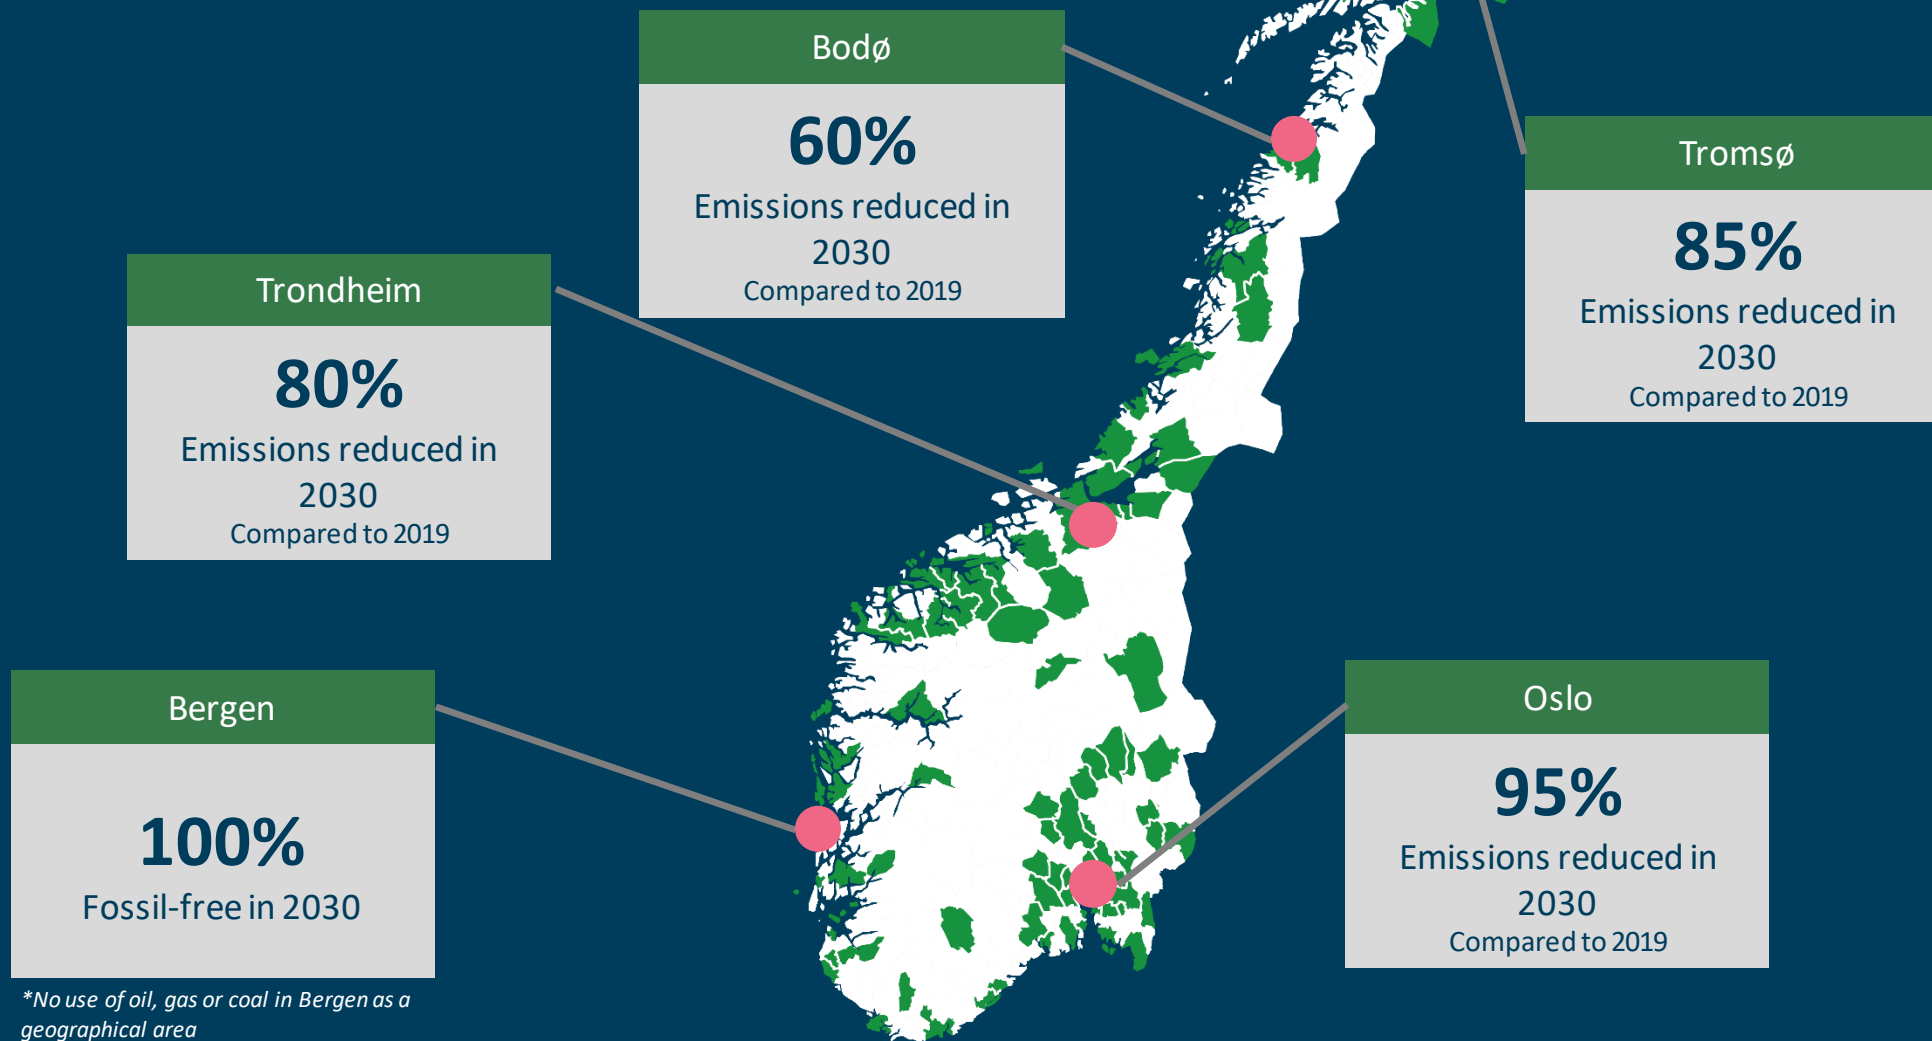 Bodø
60%
Emissions reduced in
2030
Compared to 2019
Tromsø
85%
Emissions reduced in
2030
Compared to 2019
Trondheim
80%
Emissions reduced in
2030
Compared to 2019
Bergen
100%
Fossil-free in 2030
*No use of oil, gas or coal in Bergen as a
geographical area
Oslo
95%
Emissions reduced in
2030
Compared to 2019